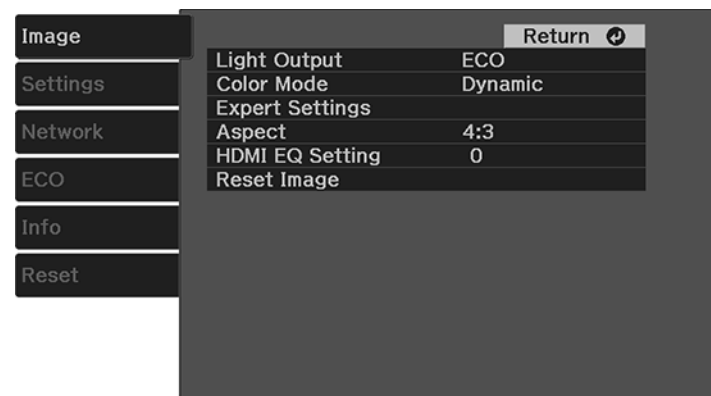 Image
Settings
Network
ECO
Info
Reset
Return
Light Output ECO
Color Mode Dynamic
Expert Settings
Aspect 4:3
HDMI EQ Setting 0
Reset Image